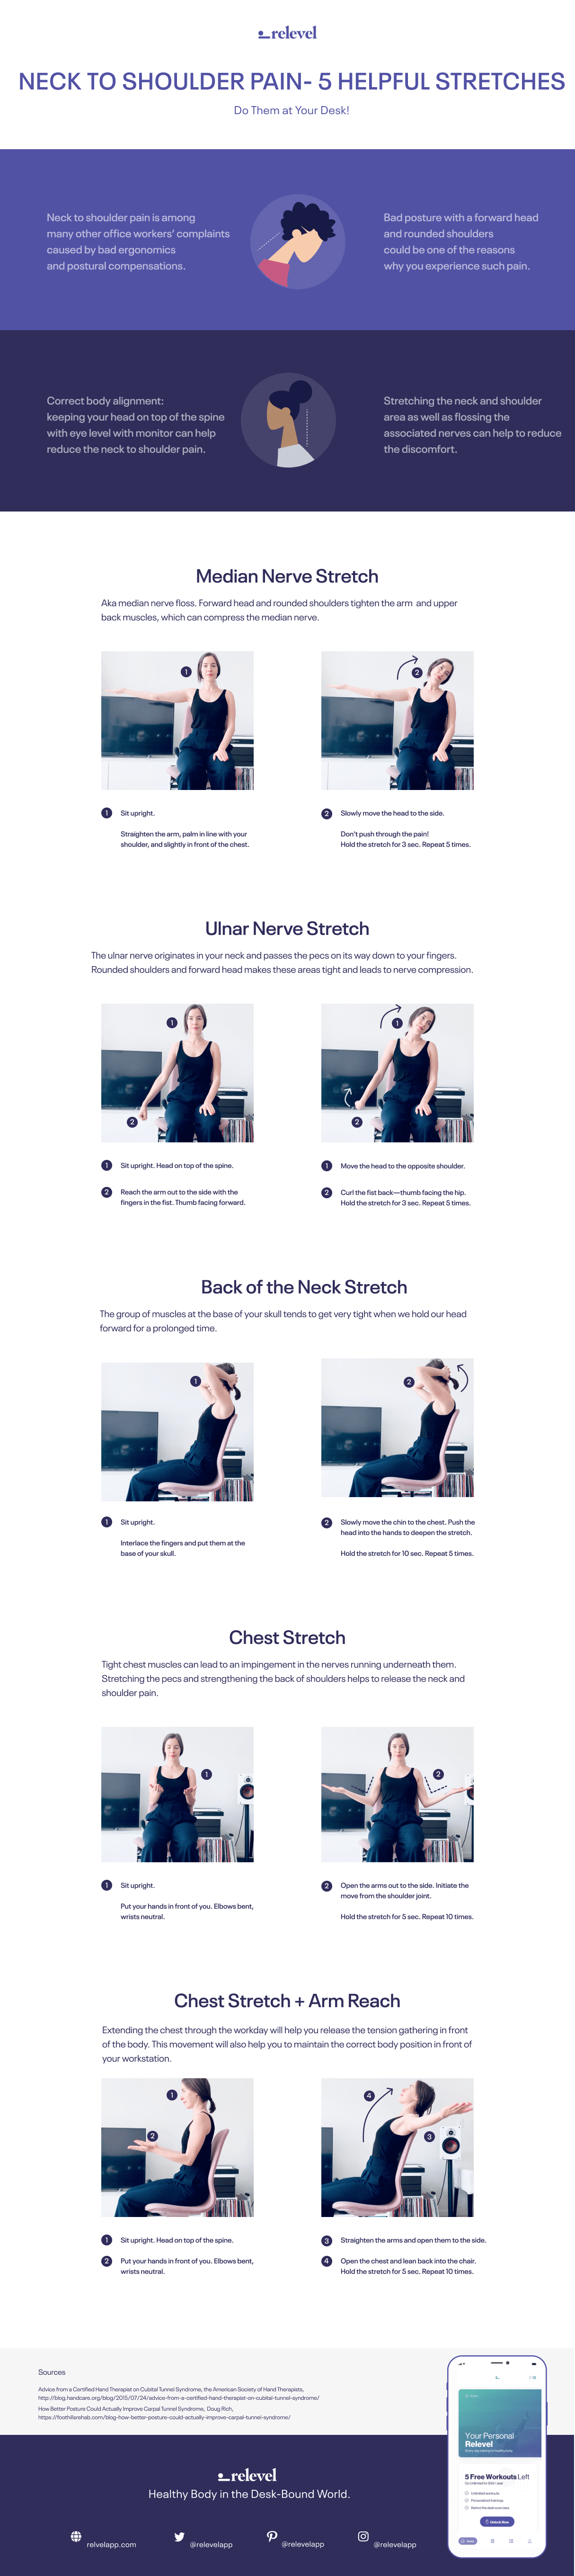 relevel
NECK TO SHOULDER PAIN- 5 HELPFUL STRETCHES
Do Them at Your Desk!
Neck to shoulder pain is among
many other office workers' complaints
caused by bad ergonomics
and postural compensations.
Bad posture with a forward head
and rounded shoulders
could be one of the reasons
why you experience such pain.
Correct body alignment:
keeping your head on top of the spine
with eye level with monitor can help
reduce the neck to shoulder pain.
Stretching the neck and shoulder
area as well as flossing the
associated nerves can help to reduce
the discomfort.
Median Nerve Stretch
Aka median nerve floss. Forward head and rounded shoulders tighten the arm and upper
back muscles, which can compress the median nerve.
1
2
1 Sit upright.
Straighten the arm, palm in line with your
shoulder, and slightly in front of the chest.
2 Slowly move the head to the side.
Don't push through the pain!
Hold the stretch for 3 sec. Repeat 5 times.
Ulnar Nerve Stretch
The ulnar nerve originates in your neck and passes the pecs on its way down to your fingers.
Rounded shoulders and forward head makes these areas tight and leads to nerve compression.
1
2
1
2
1 Sit upright. Head on top of the spine.
2 Reach the arm out to the side with the
fingers in the fist. Thumb facing forward.
1 Move the head to the opposite shoulder.
2 Curl the fist back—thumb facing the hip.
Hold the stretch for 3 sec. Repeat 5 times.
Back of the Neck Stretch
The group of muscles at the base of your skull tends to get very tight when we hold our head
forward for a prolonged time.
1
2
1 Sit upright.
Interlace the fingers and put them at the
base of your skull.
2 Slowly move the chin to the chest. Push the
head into the hands to deepen the stretch.
Hold the stretch for 10 sec. Repeat 5 times.
Chest Stretch
Tight chest muscles can lead to an impingement in the nerves running underneath them.
Stretching the pecs and strengthening the back of shoulders helps to release the neck and
shoulder pain.
1
2
1 Sit upright.
Put your hands in front of you. Elbows bent,
wrists neutral.
2 Open the arms out to the side. Initiate the
move from the shoulder joint.
Hold the stretch for 5 sec. Repeat 10 times.
Chest Stretch + Arm Reach
Extending the chest through the workday will help you release the tension gathering in front
of the body. This movement will also help you to maintain the correct body position in front of
your workstation.
1
2
4
3
1 Sit upright. Head on top of the spine.
2 Put your hands in front of you. Elbows bent,
wrists neutral.
3 Straighten the arms and open them to the side.
4 Open the chest and lean back into the chair.
Hold the stretch for 5 sec. Repeat 10 times.
Sources
Advice from a Certified Hand Therapist on Cubital Tunnel Syndrome, the American Society of Hand Therapists,
http://blog.handcare.org/blog/2015/07/24/advice-from-a-certified-hand-therapist-on-cubital-tunnel-syndrome/
How Better Posture Could Actually Improve Carpal Tunnel Syndrome, Doug Rich,
https://foothillsrehab.com/blog-how-better-posture-could-actually-improve-carpal-tunnel-syndrome/
Your Personal
Relevel
5 Free Workouts Left
Unlock Now
relevel
Healthy Body in the Desk-Bound World.
relvelapp.com
@relevelapp
@relevelapp
@relevelapp